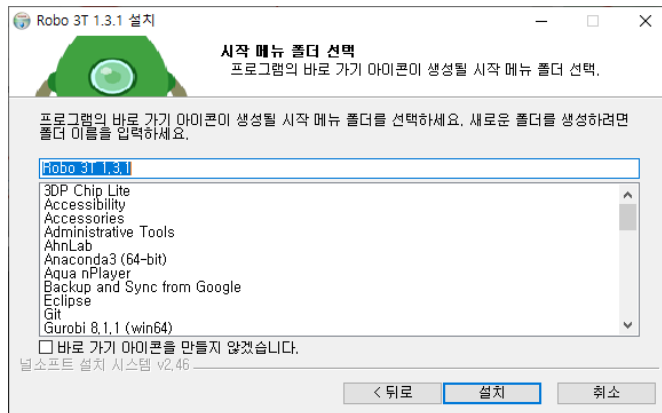 Robo 3T 1.3.1 설치
시작 메뉴 폴더 선택
프로그램의 바로 가기 아이콘이 생성될 시작 메뉴 폴더 선택.
프로그램의 바로 가기 아이콘이 생성될 시작 메뉴 폴더를 선택하세요. 새로운 폴더를 생성하려면
폴더 이름을 입력하세요.
Robo 3T 1.3.1
3DP Chip Lite
Accessibility
Accessories
Administrative Tools
AhnLab
Anaconda3 (64-bit)
Aqua nPlayer
Backup and Sync from Google
Eclipse
Git
Gurobi 8.1.1 (win64)
바로 가기 아이콘을 만들지 않겠습니다.
널소프트 설치 시스템 v2.46
< 뒤로
설치
취소